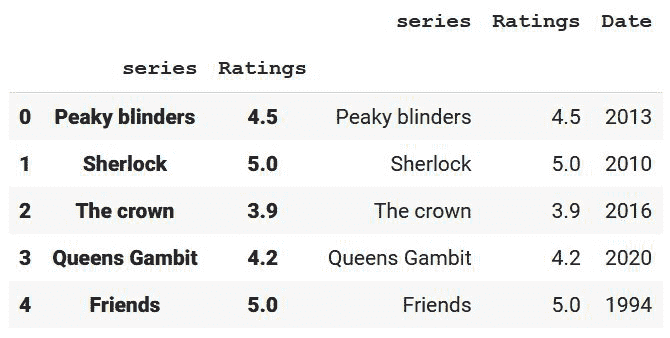 series Ratings Date
series Ratings
0 Peaky blinders 4.5 Peaky blinders 4.5 2013
1 Sherlock 5.0 Sherlock 5.0 2010
2 The crown 3.9 The crown 3.9 2016
3 Queens Gambit 4.2 Queens Gambit 4.2 2020
4 Friends 5.0 Friends 5.0 1994